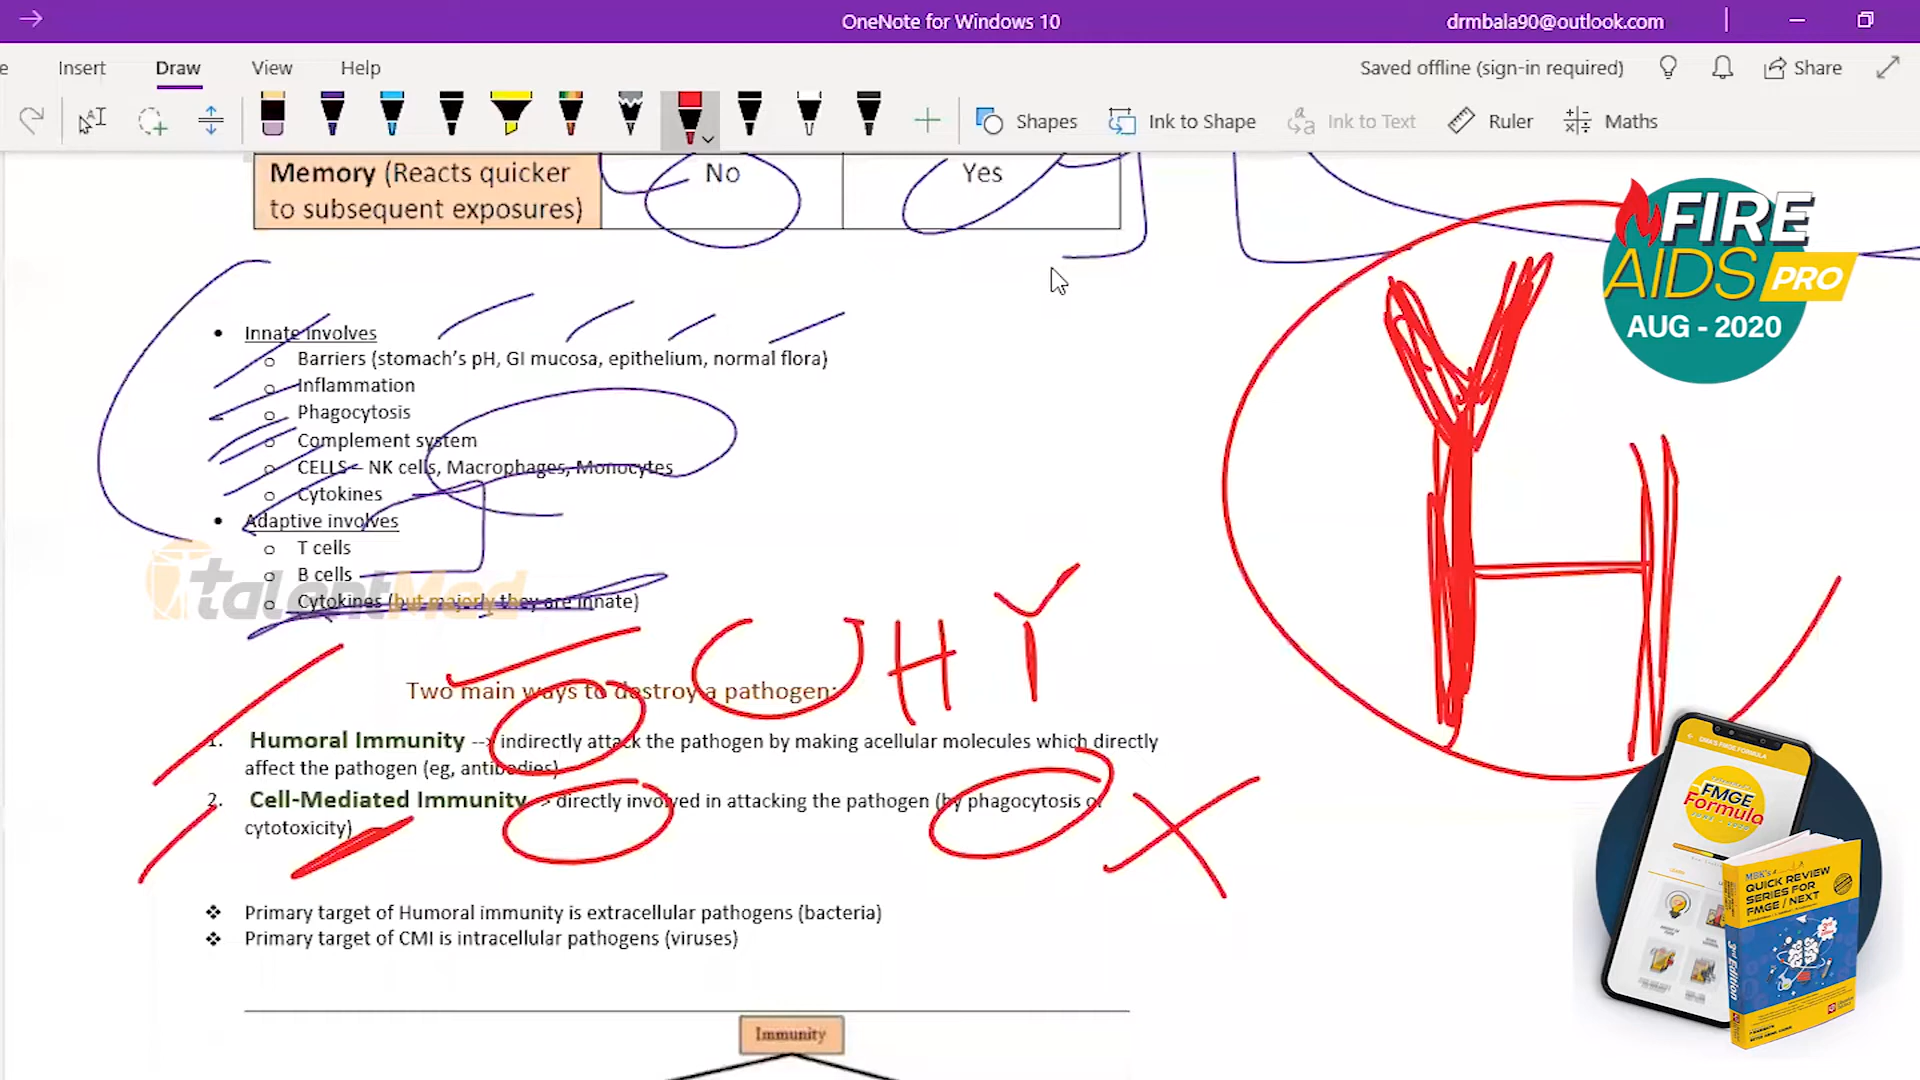 OneNote for Windows 10
drmbala90@outlook.com
Insert
Draw
View
Help
Saved offline (sign-in required)
Share
Shapes
Ink to Shape
Ink to Text
Ruler
Maths
Memory (Reacts quicker
to subsequent exposures)
No
Yes
FIRE
AIDS PRO
AUG - 2020
• Innate involves
o Barriers (stomach's pH, GI mucosa, epithelium, normal flora)
o Inflammation
o Phagocytosis
o Complement system
o CELLS – NK cells, Macrophages, Monocytes
o Cytokines
• Adaptive involves
o T cells
o B cells
o Cytokines (but majorly they are innate)
italentMed
H Y
Y H
Two main ways to destroy a pathogen:
1. Humoral Immunity --> indirectly attack the pathogen by making acellular molecules which directly
affect the pathogen (eg, antibodies)
2. Cell-Mediated Immunity -> directly involved in attacking the pathogen (by phagocytosis or
cytotoxicity)
X
❖ Primary target of Humoral immunity is extracellular pathogens (bacteria)
❖ Primary target of CMI is intracellular pathogens (viruses)
Immunity
FMGE
Formula
JUNE - 2020
MBK's
QUICK REVIEW
SERIES FOR
FMGE / NEXT
3rd Edition